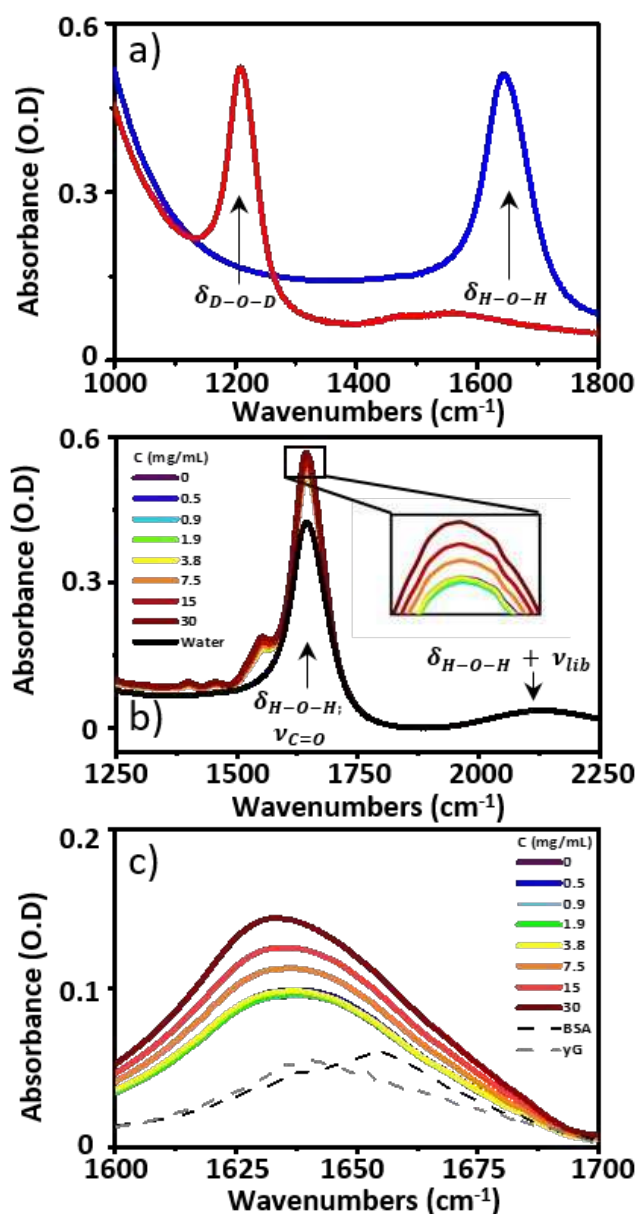 a)
0.6
0.3
0
Absorbance (O.D)
δD−O−D
δH−O−H
1000 1200 1400 1600 1800
Wavenumbers (cm-1)
0.6
0.3
0
Absorbance (O.D)
C (mg/mL)
0
0.5
0.9
1.9
3.8
7.5
15
30
Water
δH−O−H + νlib
δH−O−H;
νC=O
b)
1250 1500 1750 2000 2250
Wavenumbers (cm-1)
c)
0.2
0.1
0
Absorbance (O.D)
C (mg/mL)
0
0.5
0.9
1.9
3.8
7.5
15
30
BSA
yG
1600 1625 1650 1675 1700
Wavenumbers (cm-1)